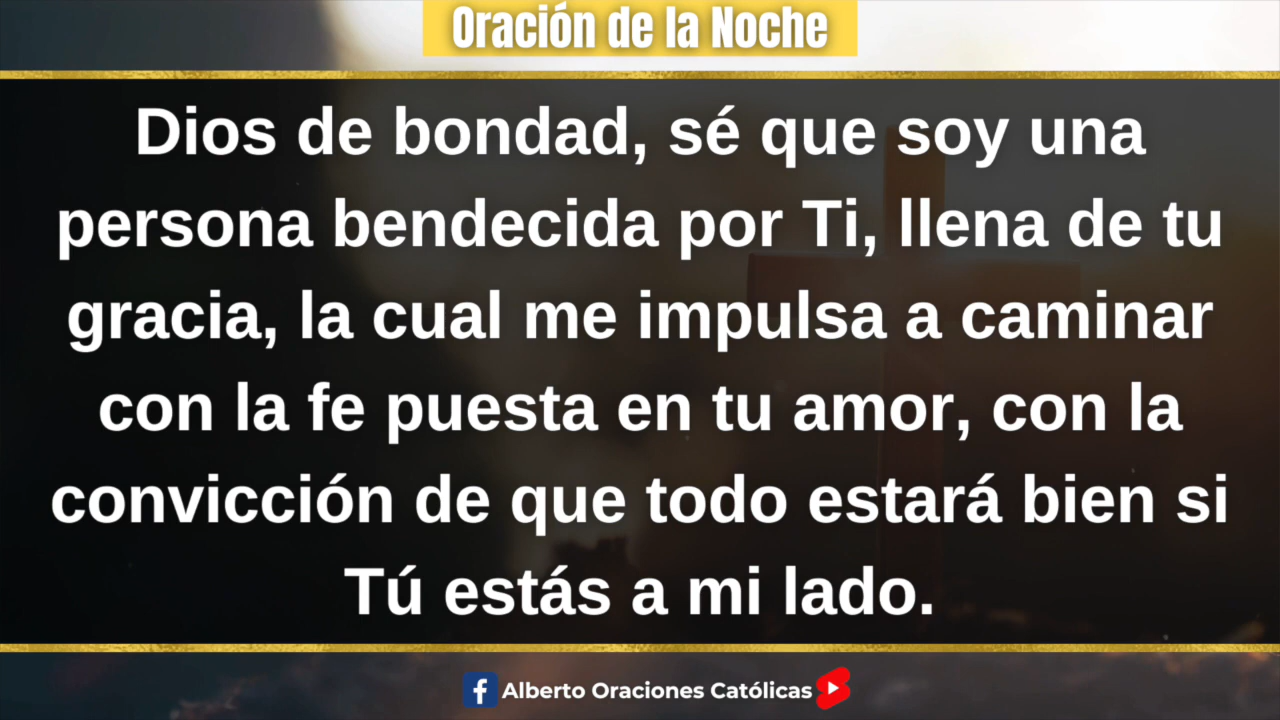 Oración de la Noche
Dios de bondad, sé que soy una
persona bendecida por Ti, llena de tu
gracia, la cual me impulsa a caminar
con la fe puesta en tu amor, con la
convicción de que todo estará bien si
Tú estás a mi lado.
Alberto Oraciones Católicas